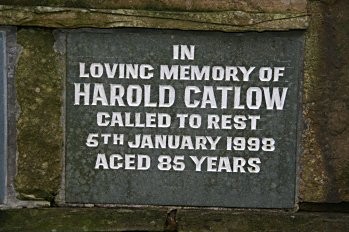 IN
LOVING MEMORY OF
HAROLD CATLOW
CALLED TO REST
5TH JANUARY 1998
AGED 85 YEARS